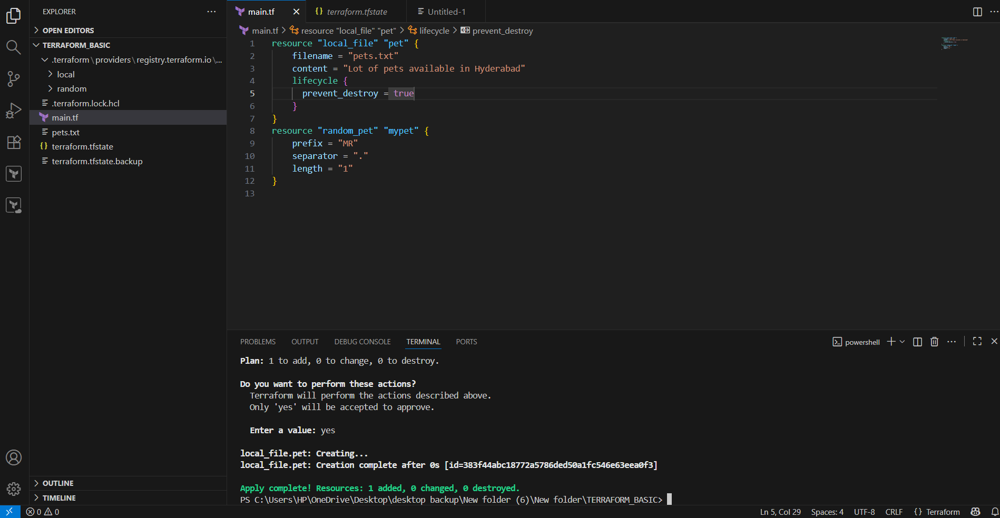 EXPLORER
OPEN EDITORS
TERRAFORM_BASIC
.terraform\providers\registry.terraform.io\...
local
random
.terraform.lock.hcl
main.tf
pets.txt
terraform.tfstate
terraform.tfstate.backup
OUTLINE
TIMELINE
main.tf terraform.tfstate Untitled-1
main.tf > resource "local_file" "pet" > lifecycle > prevent_destroy
1 resource "local_file" "pet" {
2 filename = "pets.txt"
3 content = "Lot of pets available in Hyderabad"
4 lifecycle {
5 prevent_destroy = true
6 }
7 }
8 resource "random_pet" "mypet" {
9 prefix = "MR"
10 separator = "."
11 length = "1"
12 }
13
PROBLEMS OUTPUT DEBUG CONSOLE TERMINAL PORTS powershell
Plan: 1 to add, 0 to change, 0 to destroy.
Do you want to perform these actions?
Terraform will perform the actions described above.
Only 'yes' will be accepted to approve.
Enter a value: yes
local_file.pet: Creating...
local_file.pet: Creation complete after 0s [id=383f44abc18772a5786ded50a1fc546e63eea0f3]
Apply complete! Resources: 1 added, 0 changed, 0 destroyed.
PS C:\Users\HP\OneDrive\Desktop\desktop backup\New folder (6)\New folder\TERRAFORM_BASIC>
0 0 Ln 5, Col 29 Spaces: 4 UTF-8 CRLF {} Terraform